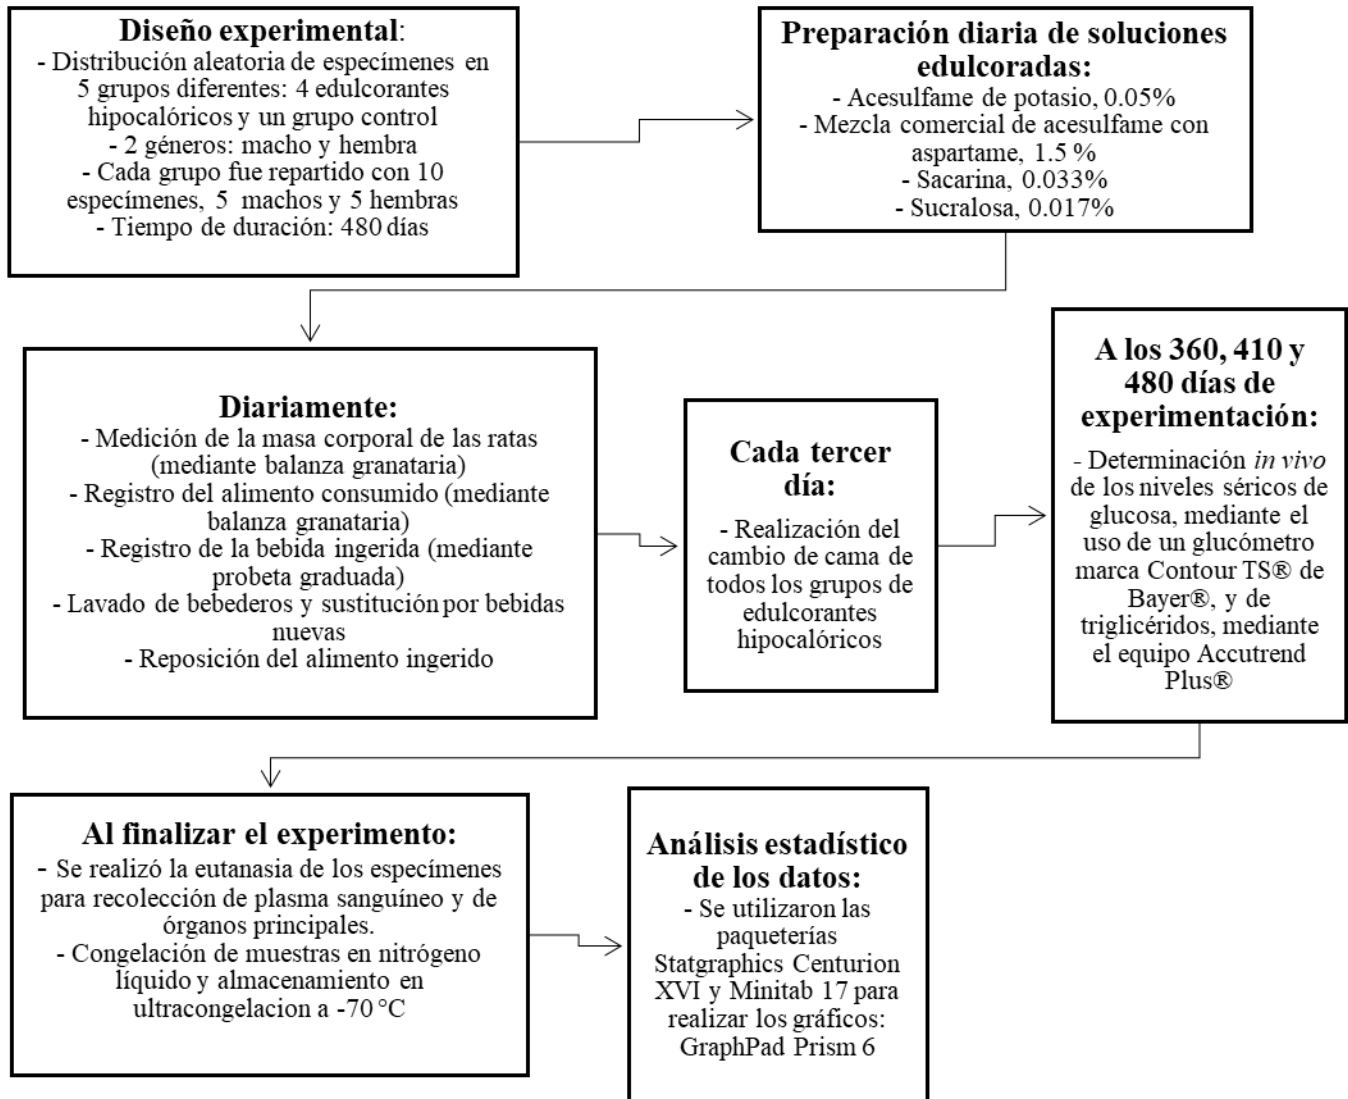 Diseño experimental:
- Distribución aleatoria de especímenes en
5 grupos diferentes: 4 edulcorantes
hipocalóricos y un grupo control
- 2 géneros: macho y hembra
- Cada grupo fue repartido con 10
especímenes, 5 machos y 5 hembras
- Tiempo de duración: 480 días
Preparación diaria de soluciones
edulcoradas:
- Acesulfame de potasio, 0.05%
- Mezcla comercial de acesulfame con
aspartame, 1.5 %
- Sacarina, 0.033%
- Sucralosa, 0.017%
Diariamente:
- Medición de la masa corporal de las ratas
(mediante balanza granataria)
- Registro del alimento consumido (mediante
balanza granataria)
- Registro de la bebida ingerida (mediante
probeta graduada)
- Lavado de bebederos y sustitución por bebidas
nuevas
- Reposición del alimento ingerido
Cada tercer
día:
- Realización del
cambio de cama de
todos los grupos de
edulcorantes
hipocalóricos
A los 360, 410 y
480 días de
experimentación:
- Determinación in vivo
de los niveles séricos de
glucosa, mediante el
uso de un glucómetro
marca Contour TS® de
Bayer®, y de
triglicéridos, mediante
el equipo Accutrend
Plus®
Al finalizar el experimento:
- Se realizó la eutanasia de los especímenes
para recolección de plasma sanguíneo y de
órganos principales.
- Congelación de muestras en nitrógeno
líquido y almacenamiento en
ultracongelacion a -70 °C
Análisis estadístico
de los datos:
- Se utilizaron las
paqueterías
Statgraphics Centurion
XVI y Minitab 17 para
realizar los gráficos:
GraphPad Prism 6